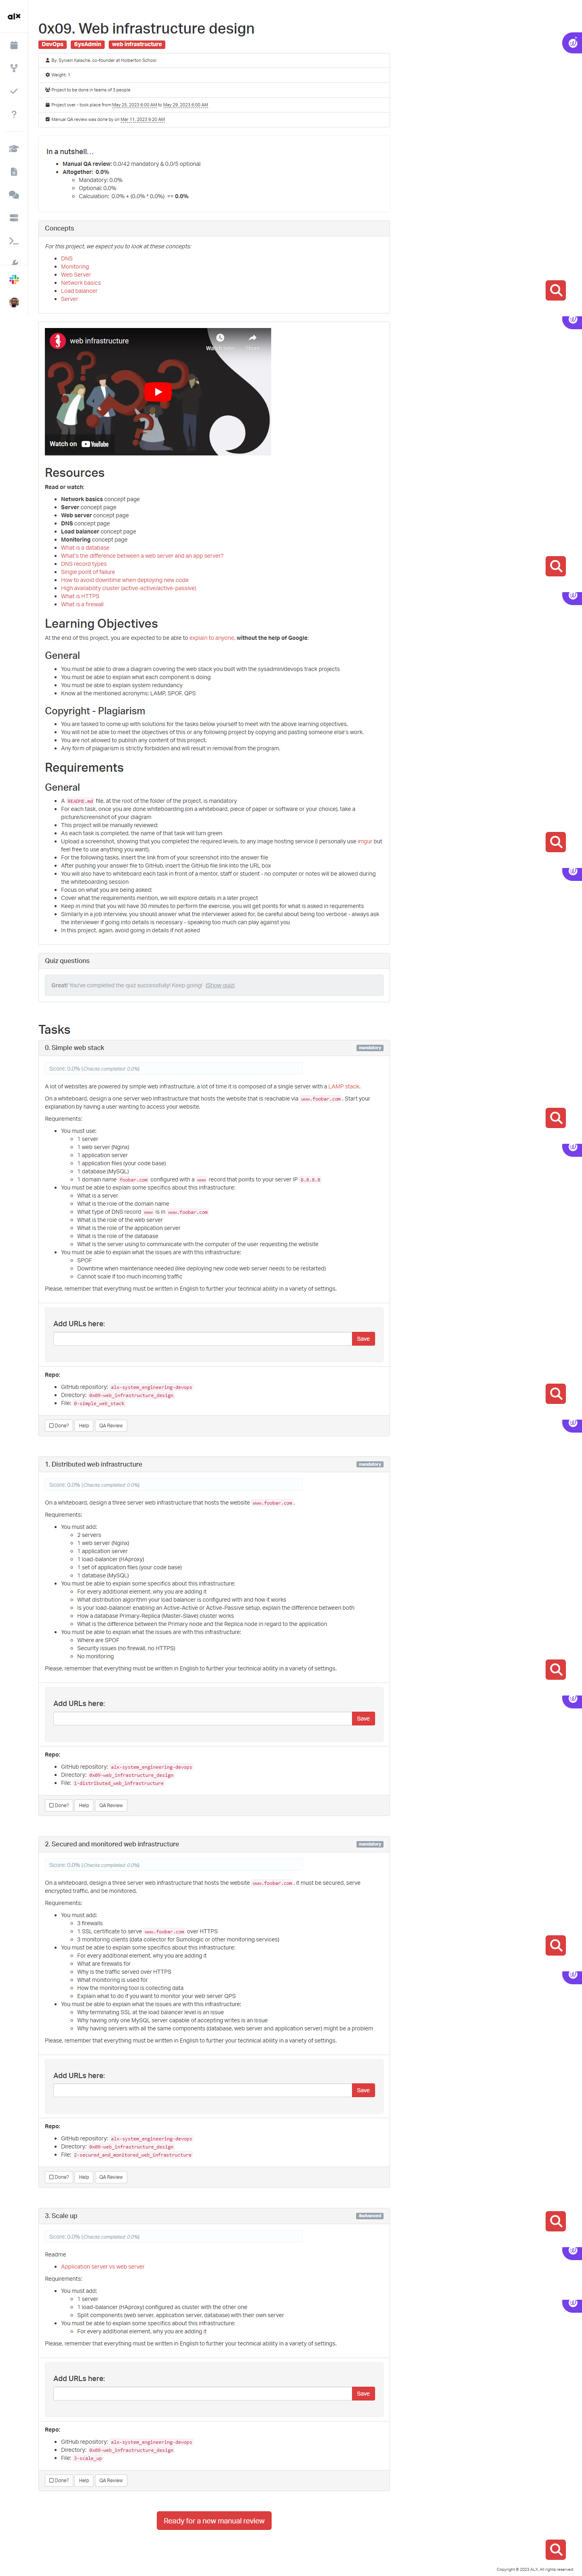 alx
0x09. Web infrastructure design
DevOps SysAdmin web infrastructure
By: Sylvain Kalache, co-founder at Holberton School
Weight: 1
Project to be done in teams of 3 people
Project over - took place from May 25, 2023 6:00 AM to May 29, 2023 6:00 AM
Manual QA review was done by on Mar 11, 2023 9:20 AM
In a nutshell…
Manual QA review: 0.0/42 mandatory & 0.0/5 optional
Altogether: 0.0%
Mandatory: 0.0%
Optional: 0.0%
Calculation: 0.0% + (0.0% * 0.0%) == 0.0%
Concepts
For this project, we expect you to look at these concepts:
DNS
Monitoring
Web Server
Network basics
Load balancer
Server
web infrastructure
Watch on YouTube
Resources
Read or watch:
Network basics concept page
Server concept page
Web server concept page
DNS concept page
Load balancer concept page
Monitoring concept page
What is a database
What's the difference between a web server and an app server?
DNS record types
Single point of failure
How to avoid downtime when deploying new code
High availability cluster (active-active/active-passive)
What is HTTPS
What is a firewall
Learning Objectives
At the end of this project, you are expected to be able to explain to anyone, without the help of Google:
General
You must be able to draw a diagram covering the web stack you built with the sysadmin/devops track projects
You must be able to explain what each component is doing
You must be able to explain system redundancy
Know all the mentioned acronyms: LAMP, SPOF, QPS
Copyright - Plagiarism
You are tasked to come up with solutions for the tasks below yourself to meet with the above learning objectives.
You will not be able to meet the objectives of this or any following project by copying and pasting someone else's work.
You are not allowed to publish any content of this project.
Any form of plagiarism is strictly forbidden and will result in removal from the program.
Requirements
General
A README.md file, at the root of the folder of the project, is mandatory
For each task, once you are done whiteboarding (on a whiteboard, piece of paper or software or your choice), take a
picture/screenshot of your diagram
This project will be manually reviewed:
As each task is completed, the name of that task will turn green
Upload a screenshot, showing that you completed the required levels, to any image hosting service (I personally use imgur but
feel free to use anything you want).
For the following tasks, insert the link from of your screenshot into the answer file
After pushing your answer file to GitHub, insert the GitHub file link into the URL box
You will also have to whiteboard each task in front of a mentor, staff or student - no computer or notes will be allowed during
the whiteboarding session
Focus on what you are being asked:
Cover what the requirements mention, we will explore details in a later project
Keep in mind that you will have 30 minutes to perform the exercise, you will get points for what is asked in requirements
Similarly in a job interview, you should answer what the interviewer asked for, be careful about being too verbose - always ask
the interviewer if going into details is necessary - speaking too much can play against you
In this project, again, avoid going in details if not asked
Quiz questions
Great! You've completed the quiz successfully! Keep going! (Show quiz)
Tasks
0. Simple web stack mandatory
Score: 0.0% (Checks completed: 0.0%)
A lot of websites are powered by simple web infrastructure, a lot of time it is composed of a single server with a LAMP stack.
On a whiteboard, design a one server web infrastructure that hosts the website that is reachable via www.foobar.com. Start your
explanation by having a user wanting to access your website.
Requirements:
You must use:
1 server
1 web server (Nginx)
1 application server
1 application files (your code base)
1 database (MySQL)
1 domain name foobar.com configured with a www record that points to your server IP 8.8.8.8
You must be able to explain some specifics about this infrastructure:
What is a server
What is the role of the domain name
What type of DNS record www is in www.foobar.com
What is the role of the web server
What is the role of the application server
What is the role of the database
What is the server using to communicate with the computer of the user requesting the website
You must be able to explain what the issues are with this infrastructure:
SPOF
Downtime when maintenance needed (like deploying new code web server needs to be restarted)
Cannot scale if too much incoming traffic
Please, remember that everything must be written in English to further your technical ability in a variety of settings.
Add URLs here:
Save
Repo:
GitHub repository: alx-system_engineering-devops
Directory: 0x09-web_infrastructure_design
File: 0-simple_web_stack
Done? Help QA Review
1. Distributed web infrastructure mandatory
Score: 0.0% (Checks completed: 0.0%)
On a whiteboard, design a three server web infrastructure that hosts the website www.foobar.com.
Requirements:
You must add:
2 servers
1 web server (Nginx)
1 application server
1 load-balancer (HAproxy)
1 set of application files (your code base)
1 database (MySQL)
You must be able to explain some specifics about this infrastructure:
For every additional element, why you are adding it
What distribution algorithm your load balancer is configured with and how it works
Is your load-balancer enabling an Active-Active or Active-Passive setup, explain the difference between both
How a database Primary-Replica (Master-Slave) cluster works
What is the difference between the Primary node and the Replica node in regard to the application
You must be able to explain what the issues are with this infrastructure:
Where are SPOF
Security issues (no firewall, no HTTPS)
No monitoring
Please, remember that everything must be written in English to further your technical ability in a variety of settings.
Add URLs here:
Save
Repo:
GitHub repository: alx-system_engineering-devops
Directory: 0x09-web_infrastructure_design
File: 1-distributed_web_infrastructure
Done? Help QA Review
2. Secured and monitored web infrastructure mandatory
Score: 0.0% (Checks completed: 0.0%)
On a whiteboard, design a three server web infrastructure that hosts the website www.foobar.com, it must be secured, serve
encrypted traffic, and be monitored.
Requirements:
You must add:
3 firewalls
1 SSL certificate to serve www.foobar.com over HTTPS
3 monitoring clients (data collector for Sumologic or other monitoring services)
You must be able to explain some specifics about this infrastructure:
For every additional element, why you are adding it
What are firewalls for
Why is the traffic served over HTTPS
What monitoring is used for
How the monitoring tool is collecting data
Explain what to do if you want to monitor your web server QPS
You must be able to explain what the issues are with this infrastructure:
Why terminating SSL at the load balancer level is an issue
Why having only one MySQL server capable of accepting writes is an issue
Why having servers with all the same components (database, web server and application server) might be a problem
Please, remember that everything must be written in English to further your technical ability in a variety of settings.
Add URLs here:
Save
Repo:
GitHub repository: alx-system_engineering-devops
Directory: 0x09-web_infrastructure_design
File: 2-secured_and_monitored_web_infrastructure
Done? Help QA Review
3. Scale up #advanced
Score: 0.0% (Checks completed: 0.0%)
Readme
Application server vs web server
Requirements:
You must add:
1 server
1 load-balancer (HAproxy) configured as cluster with the other one
Split components (web server, application server, database) with their own server
You must be able to explain some specifics about this infrastructure:
For every additional element, why you are adding it
Please, remember that everything must be written in English to further your technical ability in a variety of settings.
Add URLs here:
Save
Repo:
GitHub repository: alx-system_engineering-devops
Directory: 0x09-web_infrastructure_design
File: 3-scale_up
Done? Help QA Review
Ready for a new manual review
Copyright © 2023 ALX, All rights reserved.